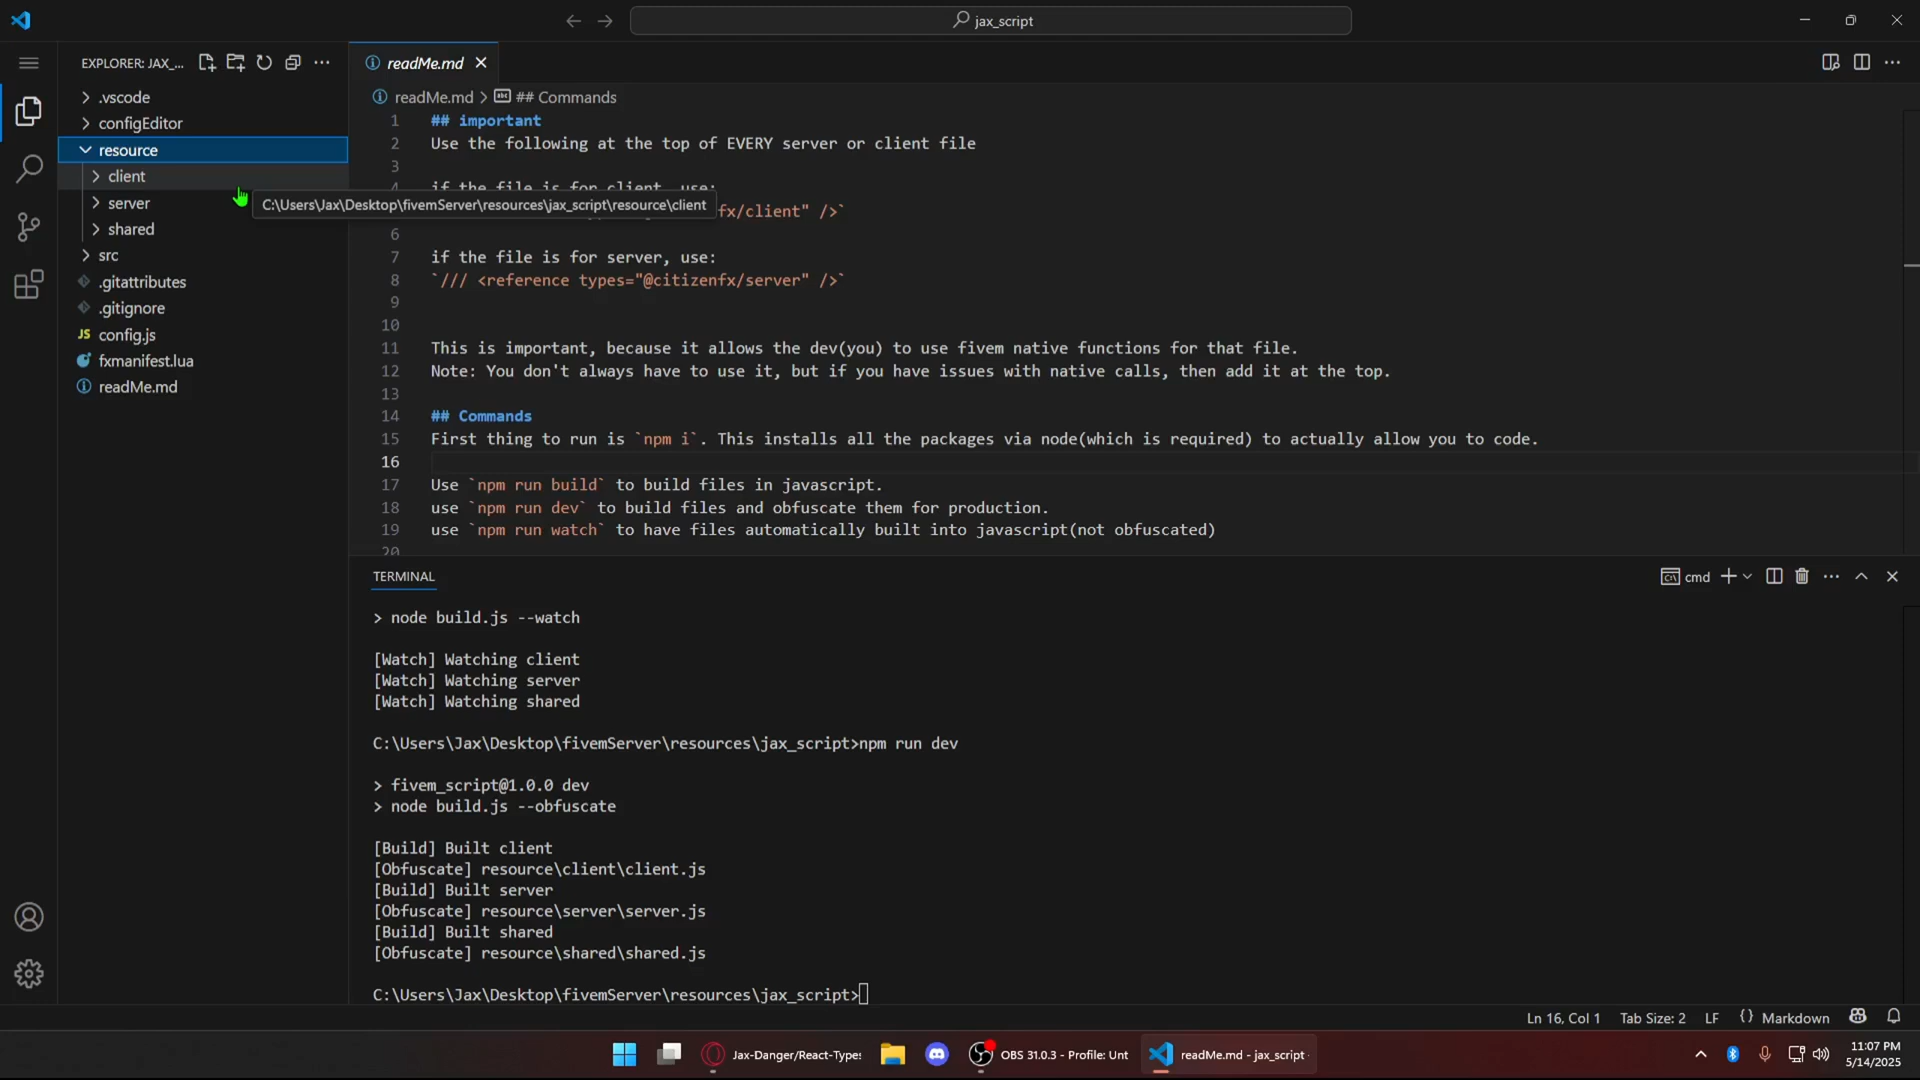 jax_script
EXPLORER: JAX_...
readMe.md
.vscode
configEditor
resource
client
server
shared
src
.gitattributes
.gitignore
JS config.js
fxmanifest.lua
readMe.md
readMe.md > ## Commands
1 ## important
2 Use the following at the top of EVERY server or client file
3
4 if the file is for client, use:
C:\Users\Jax\Desktop\fivemServer\resources\jax_script\resource\client
fx/client" />`
6
7 if the file is for server, use:
8 `/// <reference types="@citizenfx/server" />`
9
10
11 This is important, because it allows the dev(you) to use fivem native functions for that file.
12 Note: You don't always have to use it, but if you have issues with native calls, then add it at the top.
13
14 ## Commands
15 First thing to run is `npm i`. This installs all the packages via node(which is required) to actually allow you to code.
16
17 Use `npm run build` to build files in javascript.
18 use `npm run dev` to build files and obfuscate them for production.
19 use `npm run watch` to have files automatically built into javascript(not obfuscated)
20
TERMINAL
cmd
> node build.js --watch
[Watch] Watching client
[Watch] Watching server
[Watch] Watching shared
C:\Users\Jax\Desktop\fivemServer\resources\jax_script>npm run dev
> fivem_script@1.0.0 dev
> node build.js --obfuscate
[Build] Built client
[Obfuscate] resource\client\client.js
[Build] Built server
[Obfuscate] resource\server\server.js
[Build] Built shared
[Obfuscate] resource\shared\shared.js
C:\Users\Jax\Desktop\fivemServer\resources\jax_script>
Ln 16, Col 1 Tab Size: 2 LF {} Markdown
Jax-Danger/React-Types
OBS 31.0.3 - Profile: Unt
readMe.md - jax_script
11:07 PM
5/14/2025